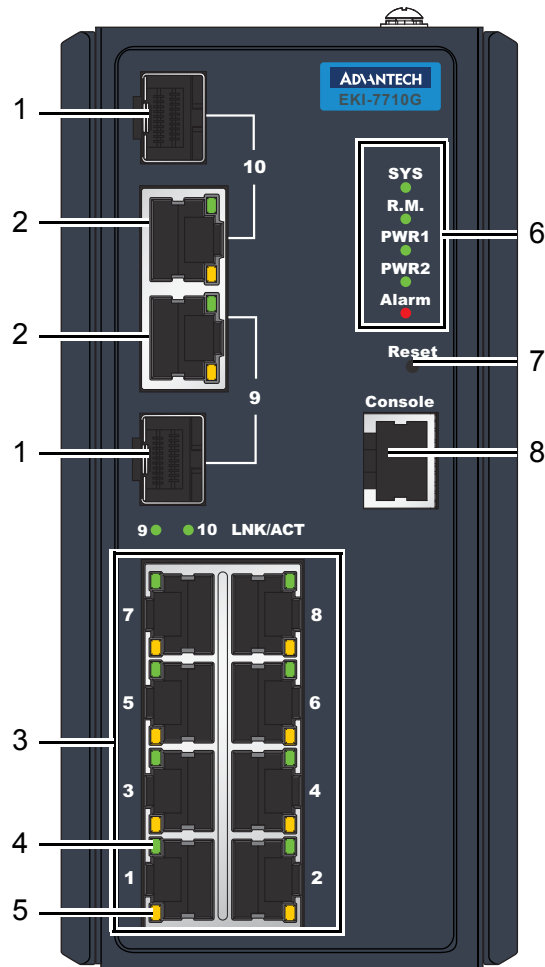 ADVANTECH
EKI-7710G
1
10
SYS
R.M.
2
6
PWR1
PWR2
2
Alarm
Reset
7
9
Console
1
8
9 10 LNK/ACT
7 8
5 6
3
3 4
4
1 2
5